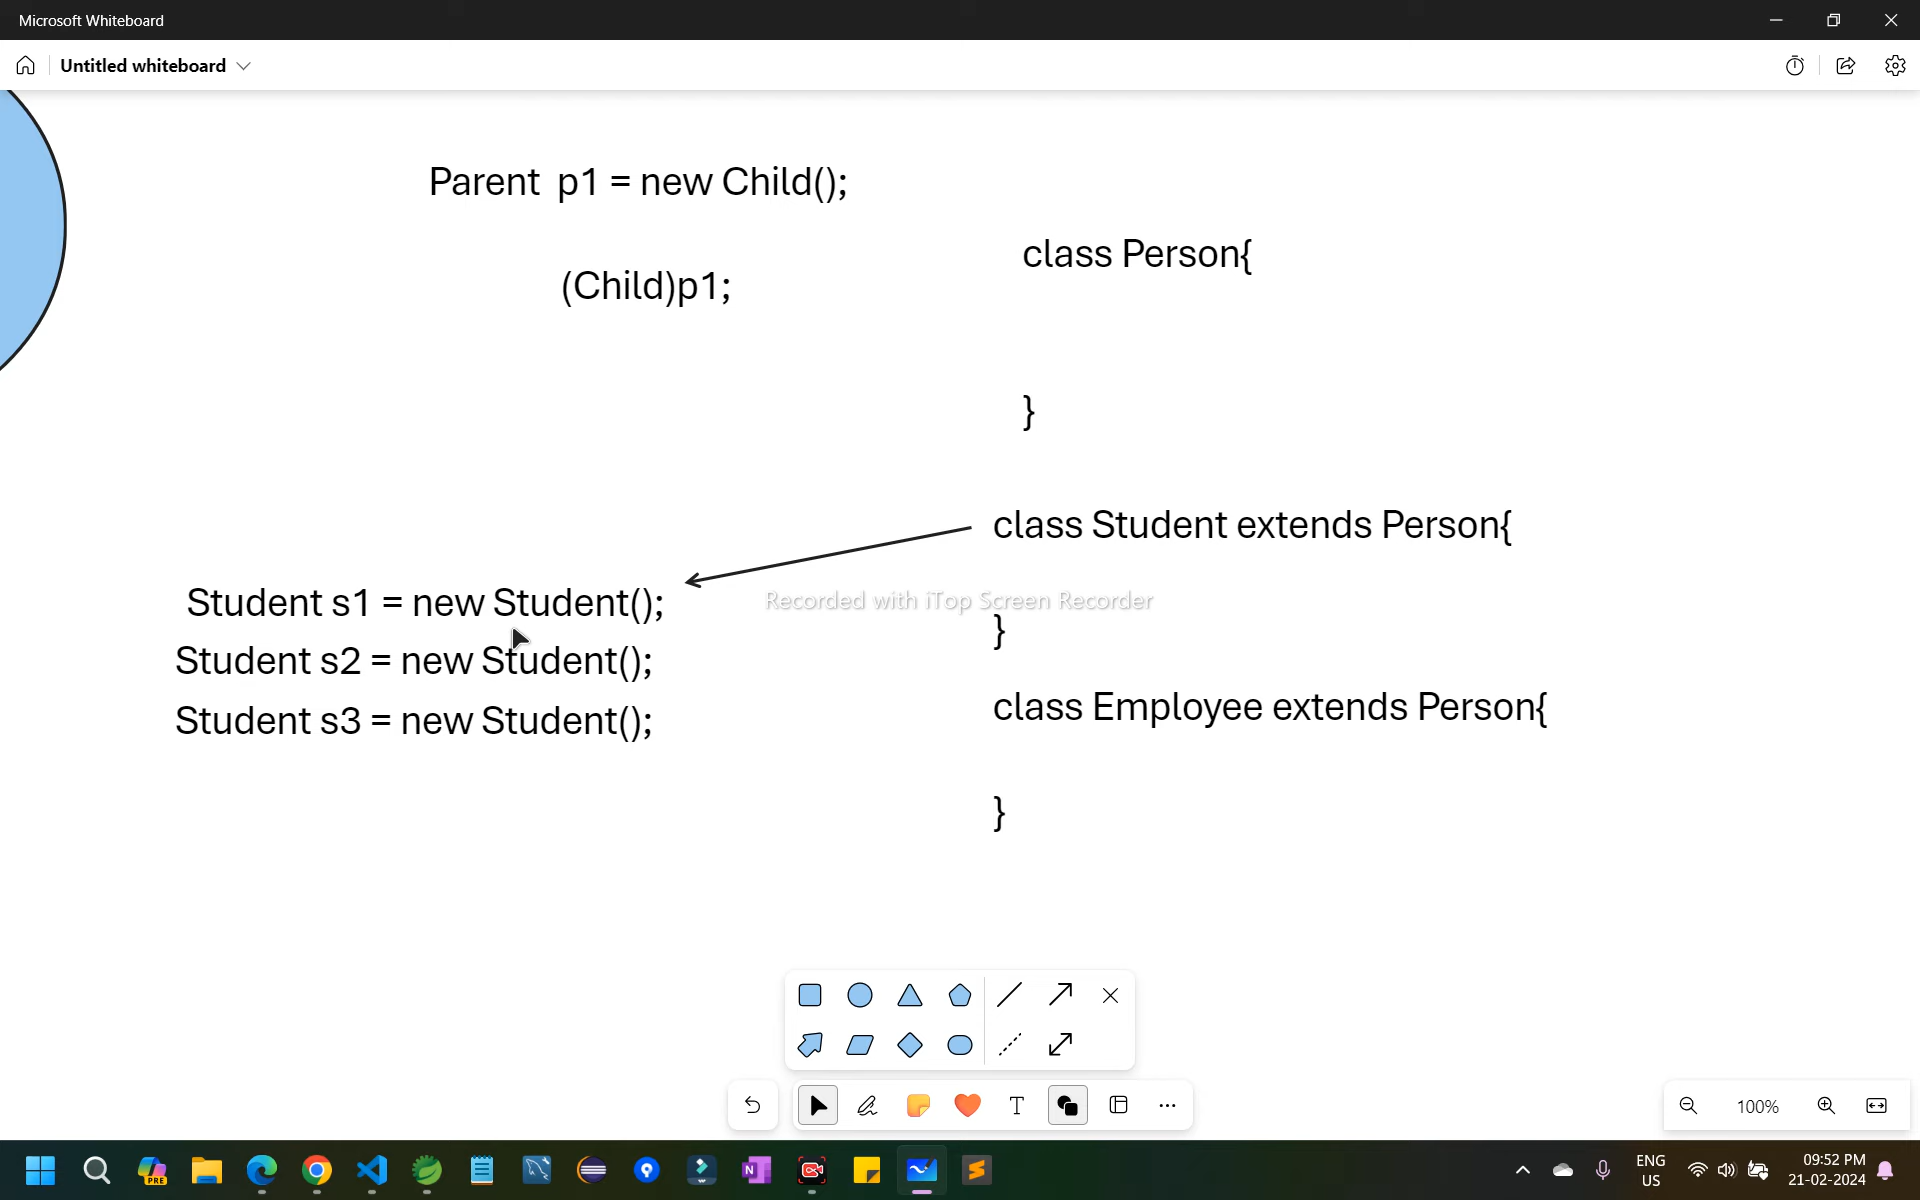 Microsoft Whiteboard
Untitled whiteboard
Parent p1 = new Child();
(Child)p1;
class Person{
}
class Student extends Person{
}
class Employee extends Person{
}
Student s1 = new Student();
Student s2 = new Student();
Student s3 = new Student();
Recorded with iTop Screen Recorder
T
100%
PRE
N
ENG
US
09:52 PM
21-02-2024